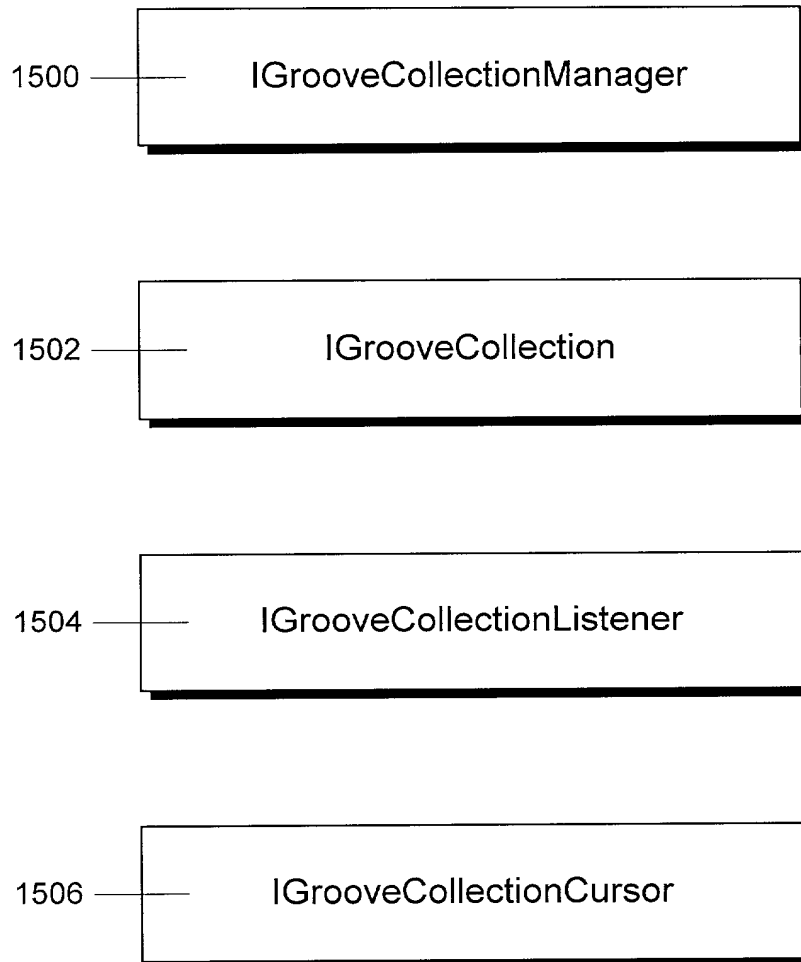 1500 IGrooveCollectionManager
1502 IGrooveCollection
1504 IGrooveCollectionListener
1506 IGrooveCollectionCursor